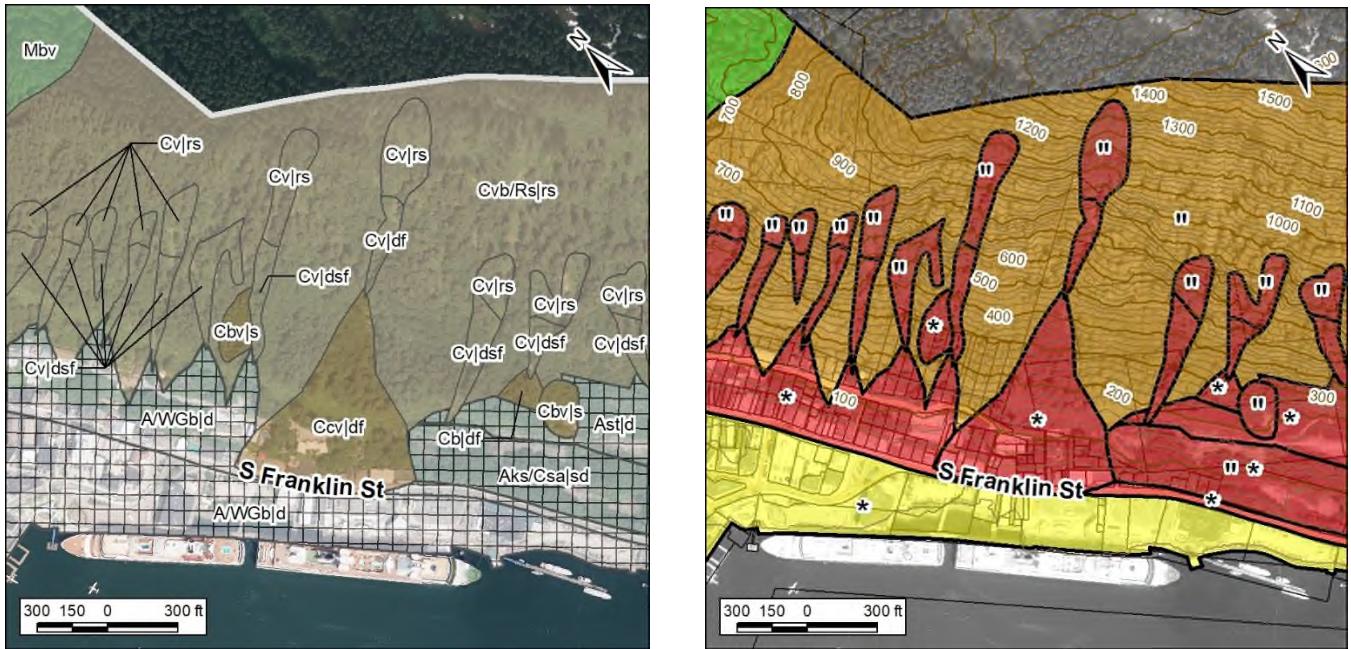 N
Mbv
Cv|rs
Cv|rs
Cv|rs
Cvb/Rs|rs
Cv|df
Cv|dsf
Cv|rs
Cv|rs
Cv|rs
Cbv|s
Cv|dsf
Cv|dsf
Cv|dsf
Cv|dsf
A/WGb|d
Ccv|df
Cb|df
Cbv|s
Ast|d
Aks/Csa|sd
S Franklin St
A/WGb|d
300 150 0 300 ft
N
600
800
700
1400
1500
1200
1300
"
"
900
700
"
1100
1000
"
"
"
"
"
"
"
600
"
"
"
500
400
*
*
"
*
300
200
100
*
*
"
*
S Franklin St
*
*
300 150 0 300 ft